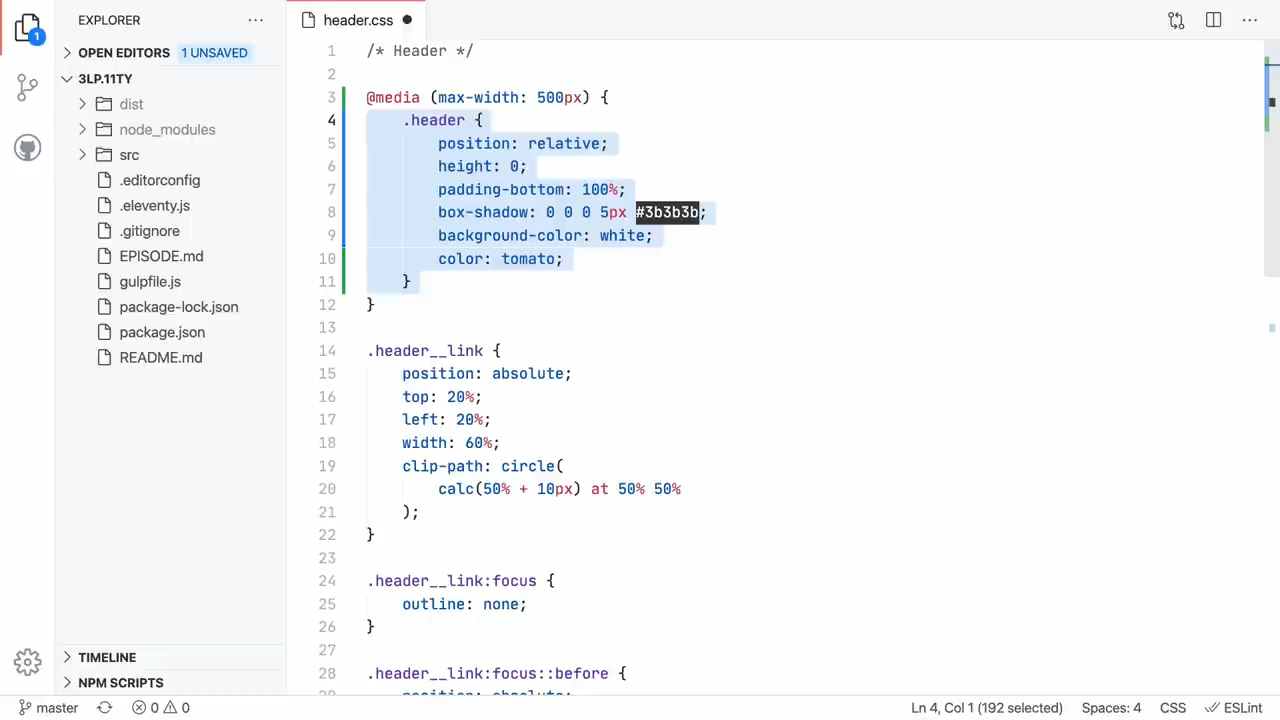 EXPLORER
OPEN EDITORS 1 UNSAVED
3LP.11TY
dist
node_modules
src
.editorconfig
.eleventy.js
.gitignore
EPISODE.md
gulpfile.js
package-lock.json
package.json
README.md
TIMELINE
NPM SCRIPTS
1
header.css
1 /* Header */
2
3 @media (max-width: 500px) {
4 .header {
5 position: relative;
6 height: 0;
7 padding-bottom: 100%;
8 box-shadow: 0 0 0 5px #3b3b3b;
9 background-color: white;
10 color: tomato;
11 }
12 }
13
14 .header__link {
15 position: absolute;
16 top: 20%;
17 left: 20%;
18 width: 60%;
19 clip-path: circle(
20 calc(50% + 10px) at 50% 50%
21 );
22 }
23
24 .header__link:focus {
25 outline: none;
26 }
27
28 .header__link:focus::before {
29 position: absolute;
master 0 0 Ln 4, Col 1 (192 selected) Spaces: 4 CSS ESLint